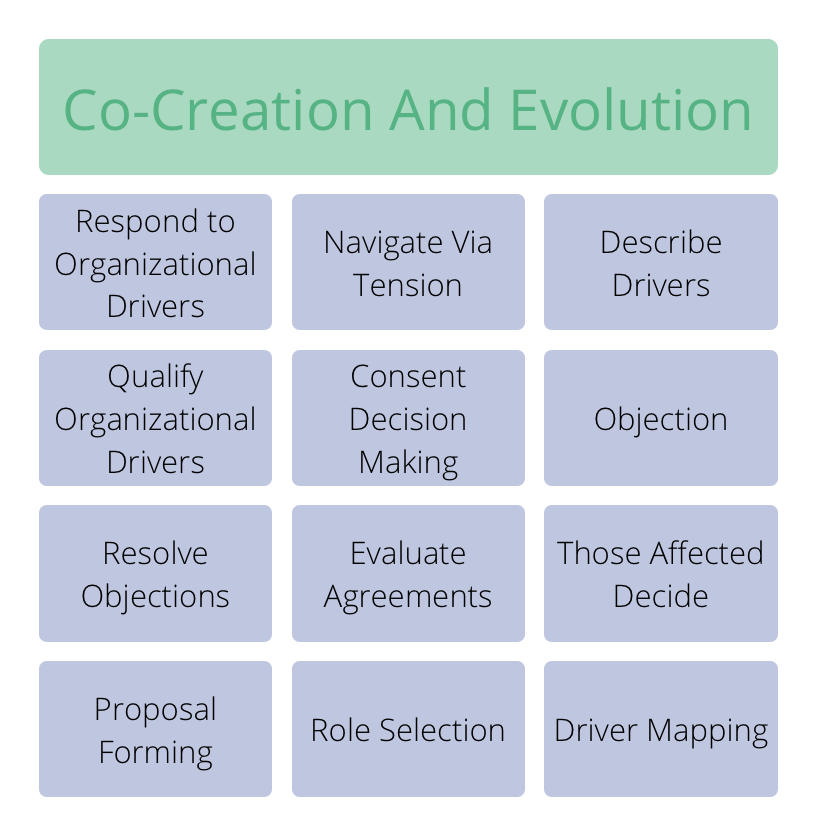 Co-Creation And Evolution
Respond to
Organizational
Drivers
Navigate Via
Tension
Describe
Drivers
Qualify
Organizational
Drivers
Consent
Decision
Making
Objection
Resolve
Objections
Evaluate
Agreements
Those Affected
Decide
Proposal
Forming
Role Selection
Driver Mapping